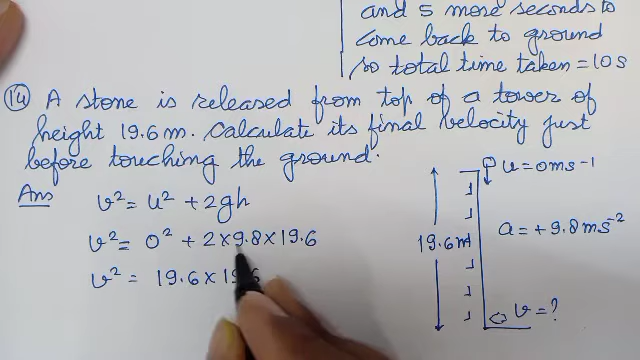 and 5 more seconds to
come back to ground
so total time taken = 10 s
(14) A stone is released from top of a tower of
height 19.6 m. Calculate its final velocity just
before touching the ground.
Ans
v² = u² + 2gh
v² = 0² + 2 × 9.8 × 19.6
v² = 19.6 × 19.6
u = 0 ms⁻¹
19.6 m
a = + 9.8 ms⁻²
v = ?